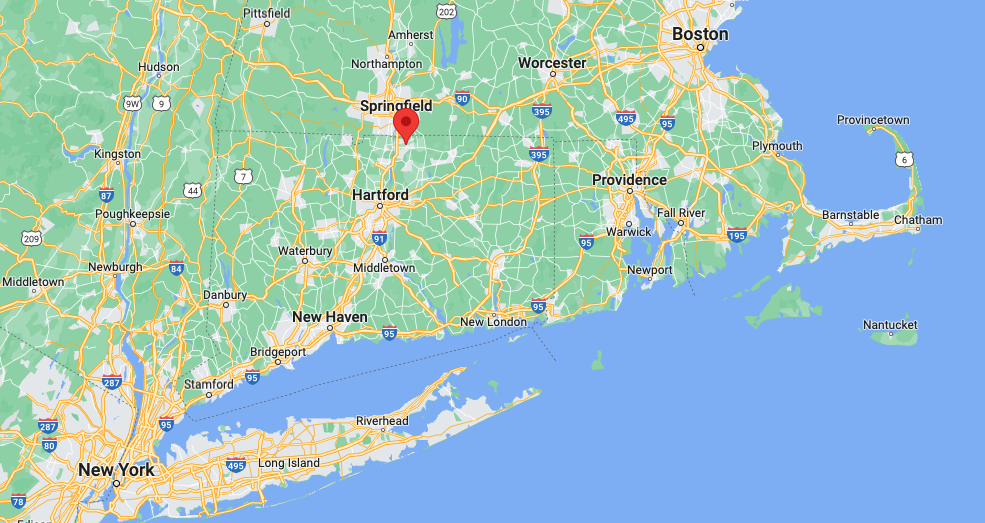 202
Pittsfield
Boston
Amherst
Northampton
Worcester
Hudson
90
Springfield
9W
9
395
495
95
Provincetown
Plymouth
Kingston
395
6
7
44
87
Hartford
Providence
Poughkeepsie
Fall River
Barnstable
Chatham
209
91
Warwick
195
95
Waterbury
Middletown
Newburgh
84
Newport
Middletown
Danbury
95
New Haven
New London
Nantucket
95
Bridgeport
287
95
Stamford
Riverhead
287
95
80
New York
495
Long Island
78